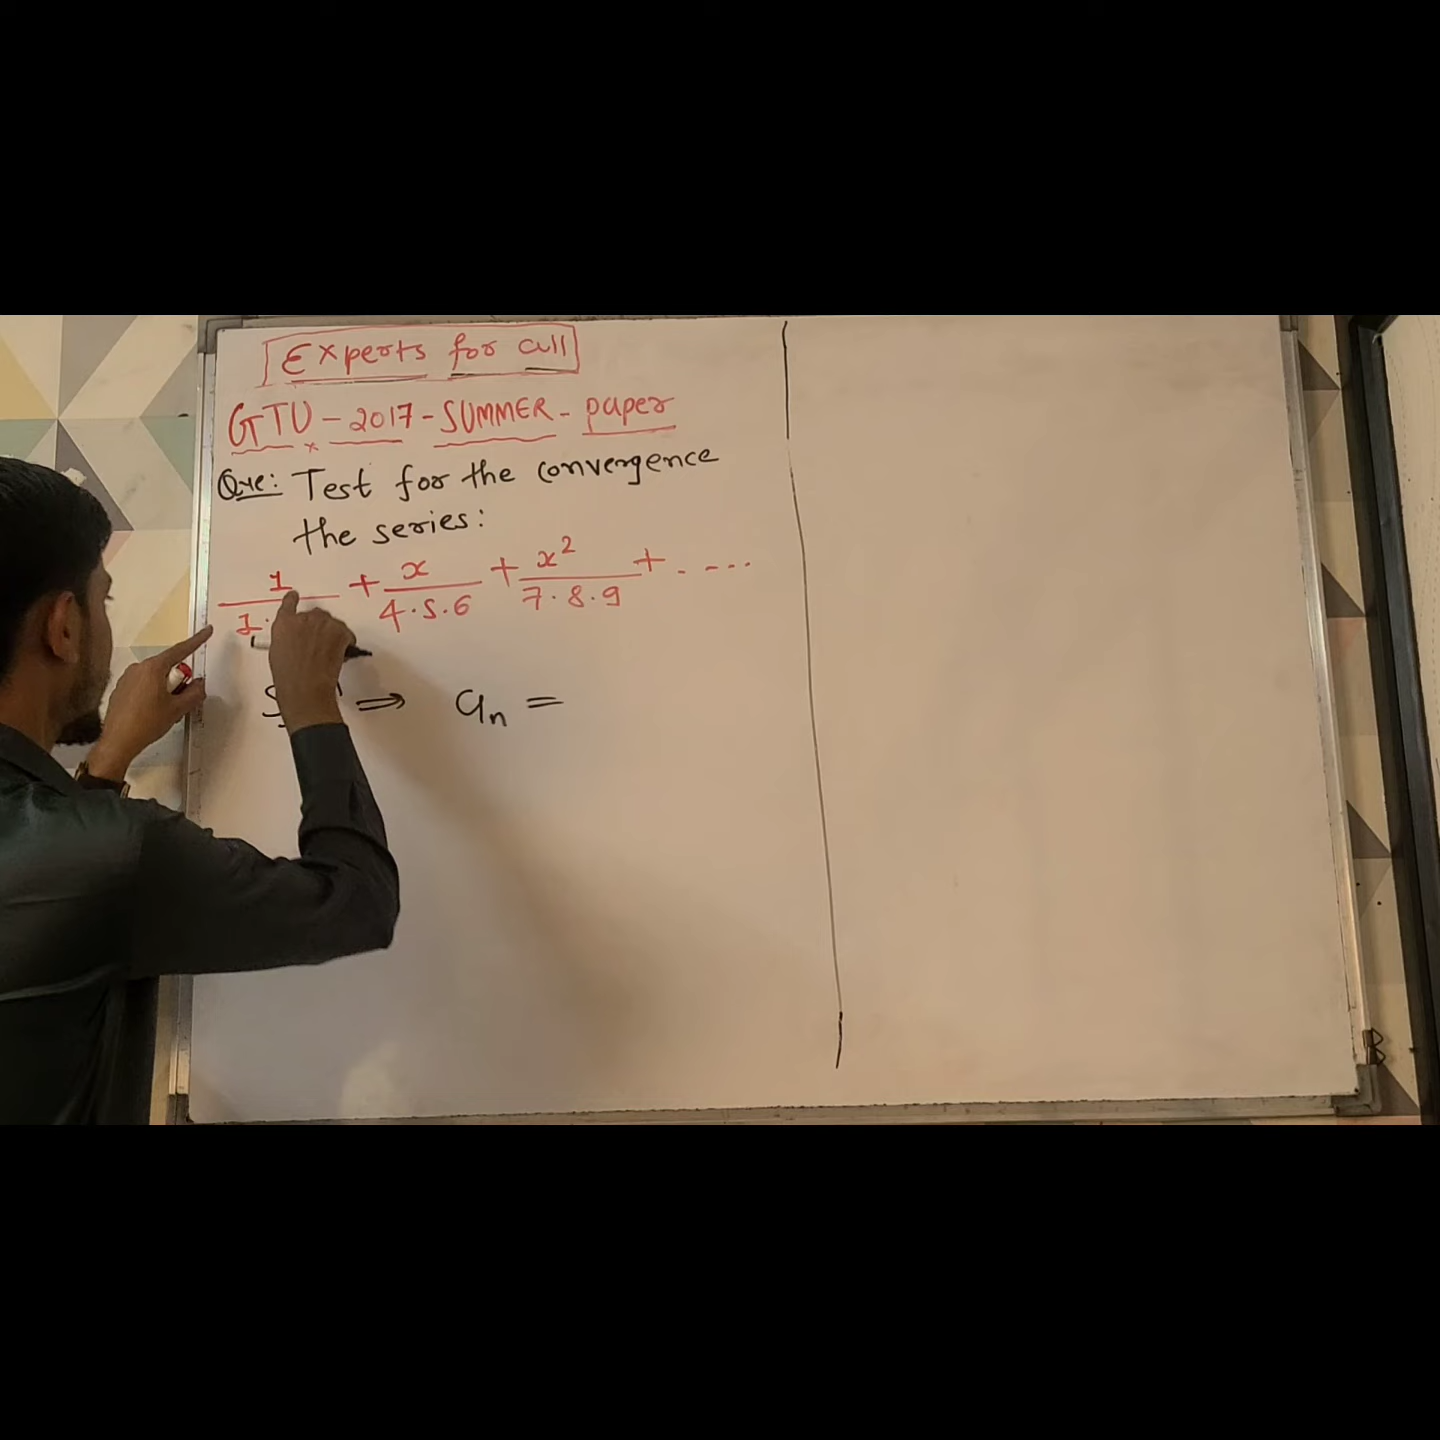 Experts for all
GTU - 2017 - SUMMER - paper
Que: Test for the convergence
the series:
1/1· + x/4·5·6 + x²/7·8·9 + ....
⇒ aₙ =